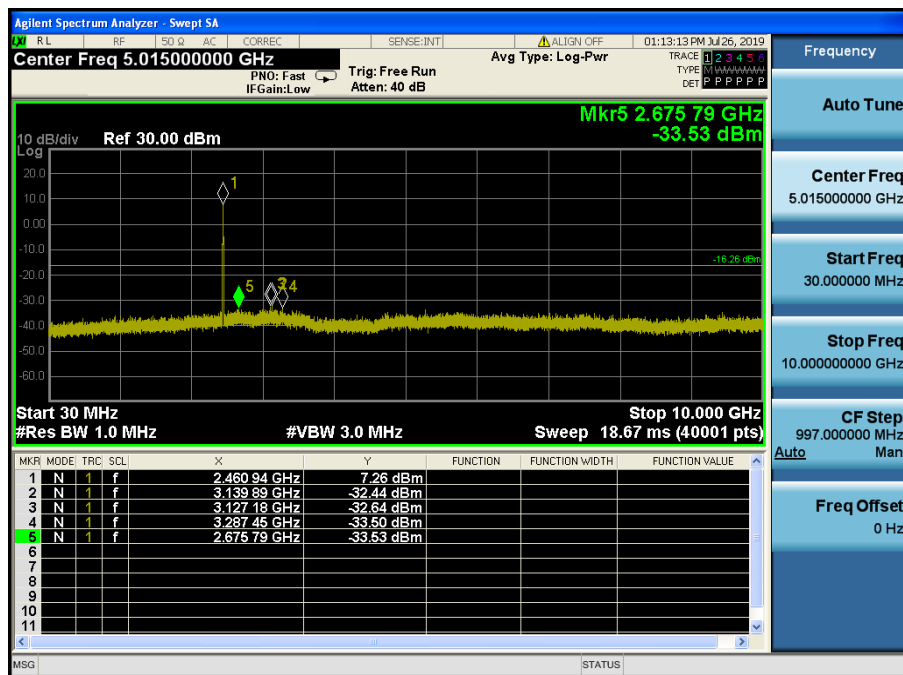 Agilent Spectrum Analyzer - Swept SA
LXI RL RF 50 Ω AC CORREC SENSE:INT ALIGN OFF 01:13:13 PM Jul 26, 2019
Center Freq 5.015000000 GHz
PNO: Fast
IFGain:Low
Trig: Free Run
Atten: 40 dB
Avg Type: Log-Pwr
TRACE 1 2 3 4 5 6
TYPE MWWWWW
DET P P P P P P
Mkr5 2.675 79 GHz
-33.53 dBm
10 dB/div Ref 30.00 dBm
Log
20.0
10.0
0.00
-10.0
-20.0
-30.0
-40.0
-50.0
-60.0
1
5
3
4
-16.26 dBm
Start 30 MHz Stop 10.000 GHz
#Res BW 1.0 MHz #VBW 3.0 MHz Sweep 18.67 ms (40001 pts)
MKR MODE TRC SCL X Y FUNCTION FUNCTION WIDTH FUNCTION VALUE
1 N 1 f 2.460 94 GHz 7.26 dBm
2 N 1 f 3.139 89 GHz -32.44 dBm
3 N 1 f 3.127 18 GHz -32.64 dBm
4 N 1 f 3.287 45 GHz -33.50 dBm
5 N 1 f 2.675 79 GHz -33.53 dBm
6
7
8
9
10
11
MSG STATUS
Frequency
Auto Tune
Center Freq
5.015000000 GHz
Start Freq
30.000000 MHz
Stop Freq
10.000000000 GHz
CF Step
997.000000 MHz
Auto Man
Freq Offset
0 Hz